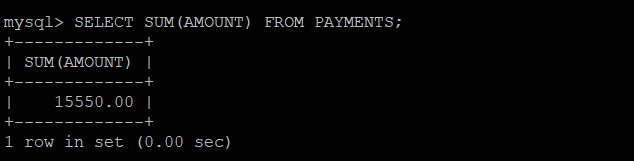 mysql> SELECT SUM(AMOUNT) FROM PAYMENTS;
+-------------+
| SUM(AMOUNT) |
+-------------+
|    15550.00 |
+-------------+
1 row in set (0.00 sec)